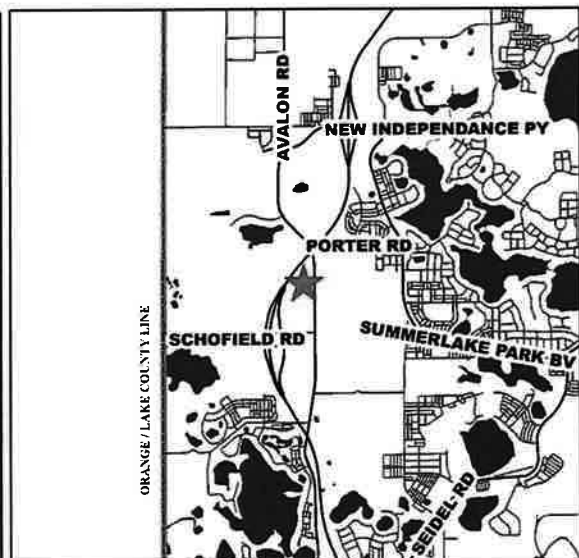 AVALON RD
NEW INDEPENDANCE PY
PORTER RD
SCHOFIELD RD
SUMMERLAKE PARK BV
ORANGE / LAKE COUNTY LINE
SEIDEL RD